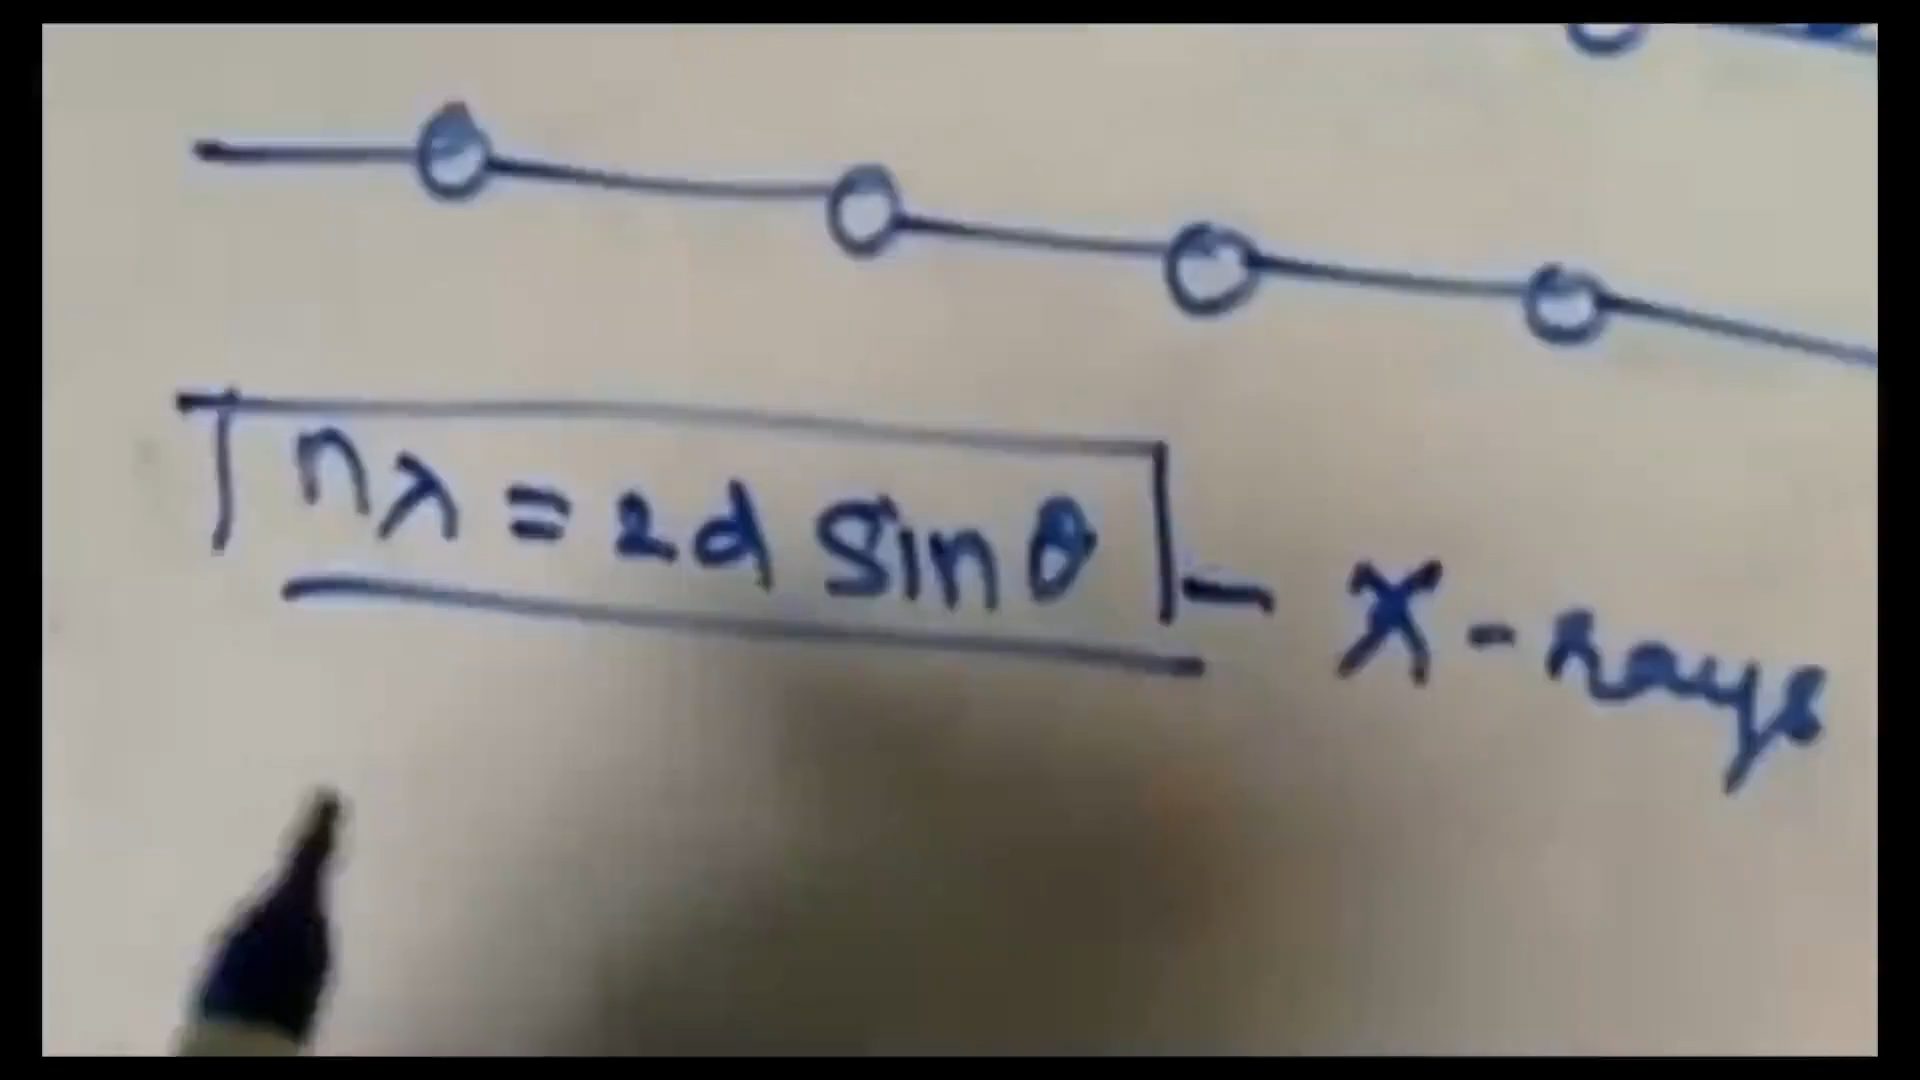 nλ = 2d sinθ - X-rays